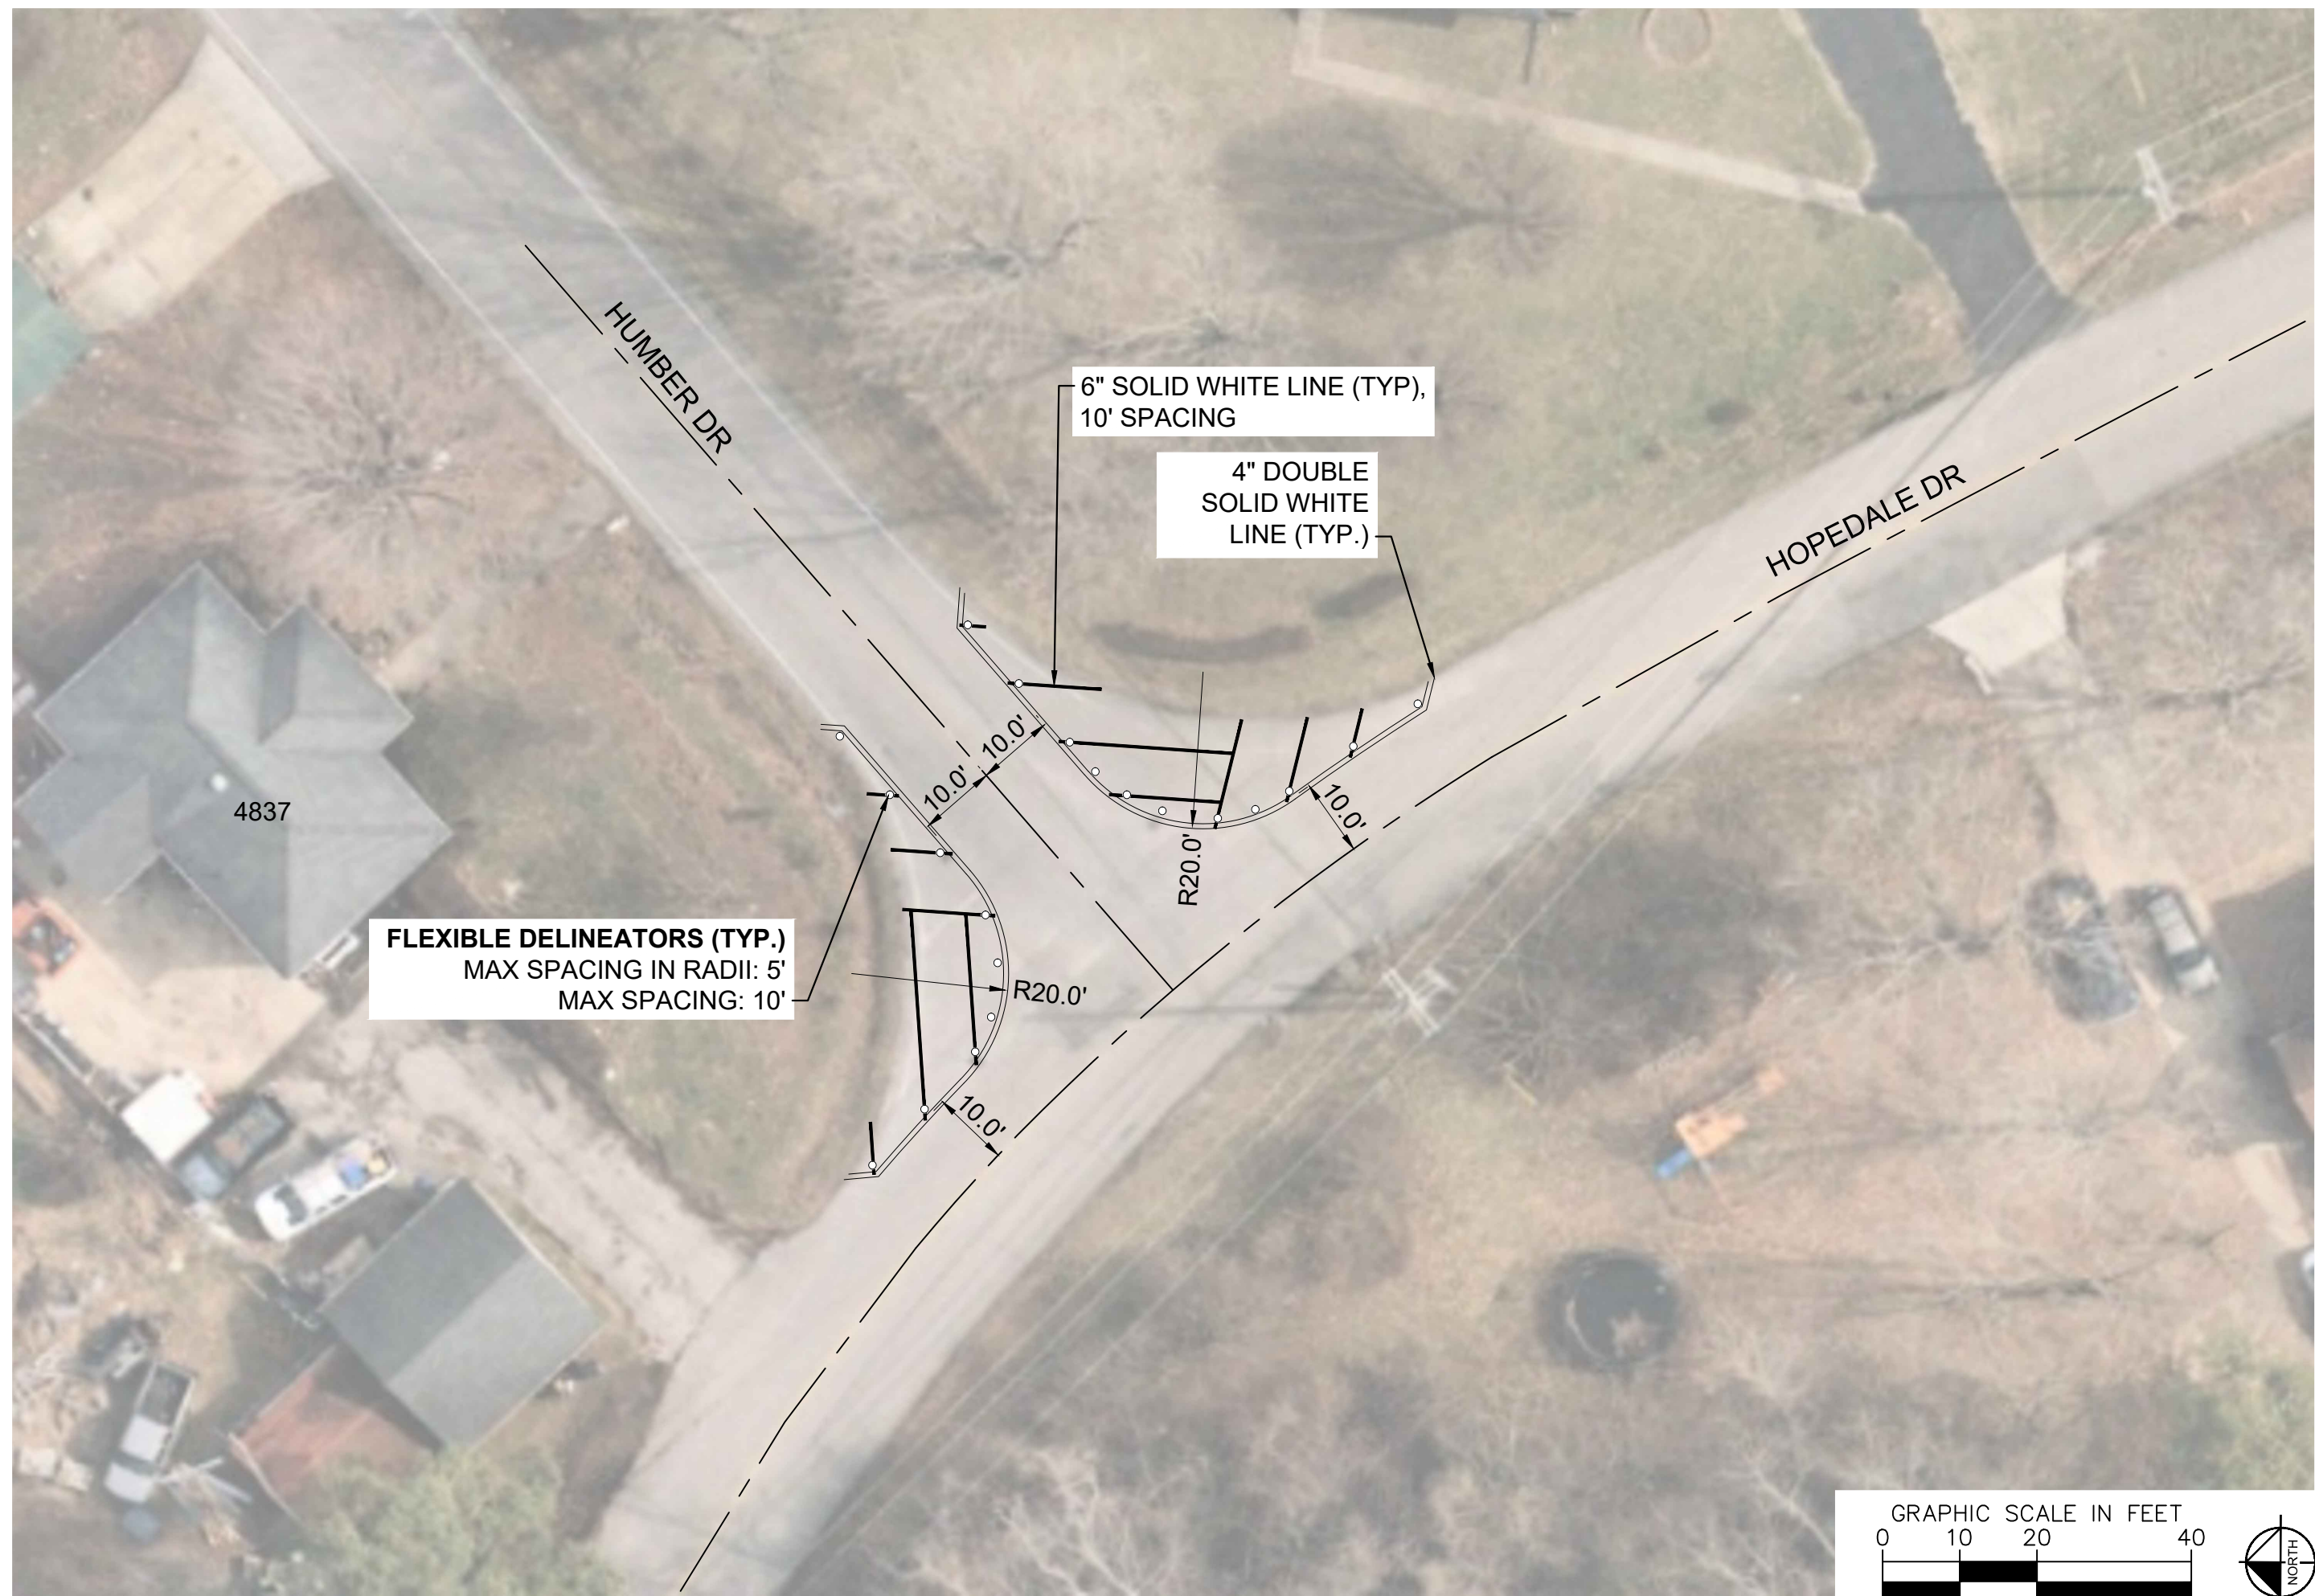 HUMBER DR
6" SOLID WHITE LINE (TYP),
10' SPACING
4" DOUBLE
SOLID WHITE
LINE (TYP.)
HOPEDALE DR
10.0'
10.0'
10.0'
4837
R20.0'
FLEXIBLE DELINEATORS (TYP.)
MAX SPACING IN RADII: 5'
MAX SPACING: 10'
R20.0'
10.0'
GRAPHIC SCALE IN FEET
0 10 20 40
NORTH